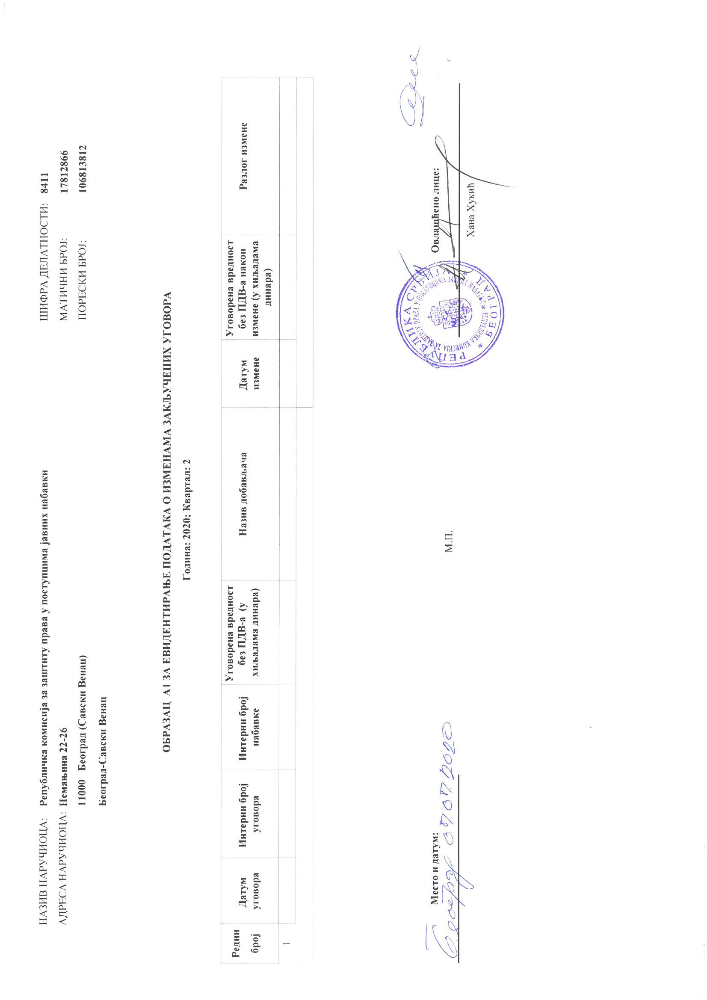 НАЗИВ НАРУЧИОЦА: Републичка комисија за заштиту права у поступцима јавних набавки ШИФРА ДЕЛАТНОСТИ: 8411
АДРЕСА НАРУЧИОЦА: Немањина 22-26 МАТИЧНИ БРОЈ: 17812866
11000 Београд (Савски Венац) ПОРЕСКИ БРОЈ: 106813812
Београд-Савски Венац
ОБРАЗАЦ А1 ЗА ЕВИДЕНТИРАЊЕ ПОДАТАКА О ИЗМЕНАМА ЗАКЉУЧЕНИХ УГОВОРА
Година: 2020; Квартал: 2
Редни број
Датум уговора
Интерни број уговора
Интерни број набавке
Уговорена вредност без ПДВ-а (у хиљадама динара)
Назив добављача
Датум измене
Уговорена вредност без ПДВ-а након измене (у хиљадама динара)
Разлог измене
1
Место и датум:
Београд 07.07.2020
М.П.
Овлашћено лице:
Хана Хукић
РЕПУБЛИКА СРБИЈА
РЕПУБЛИЧКА КОМИСИЈА ЗА ЗАШТИТУ ПРАВА У ПОСТУПЦИМА ЈАВНИХ НАБАВКИ
БЕОГРАД